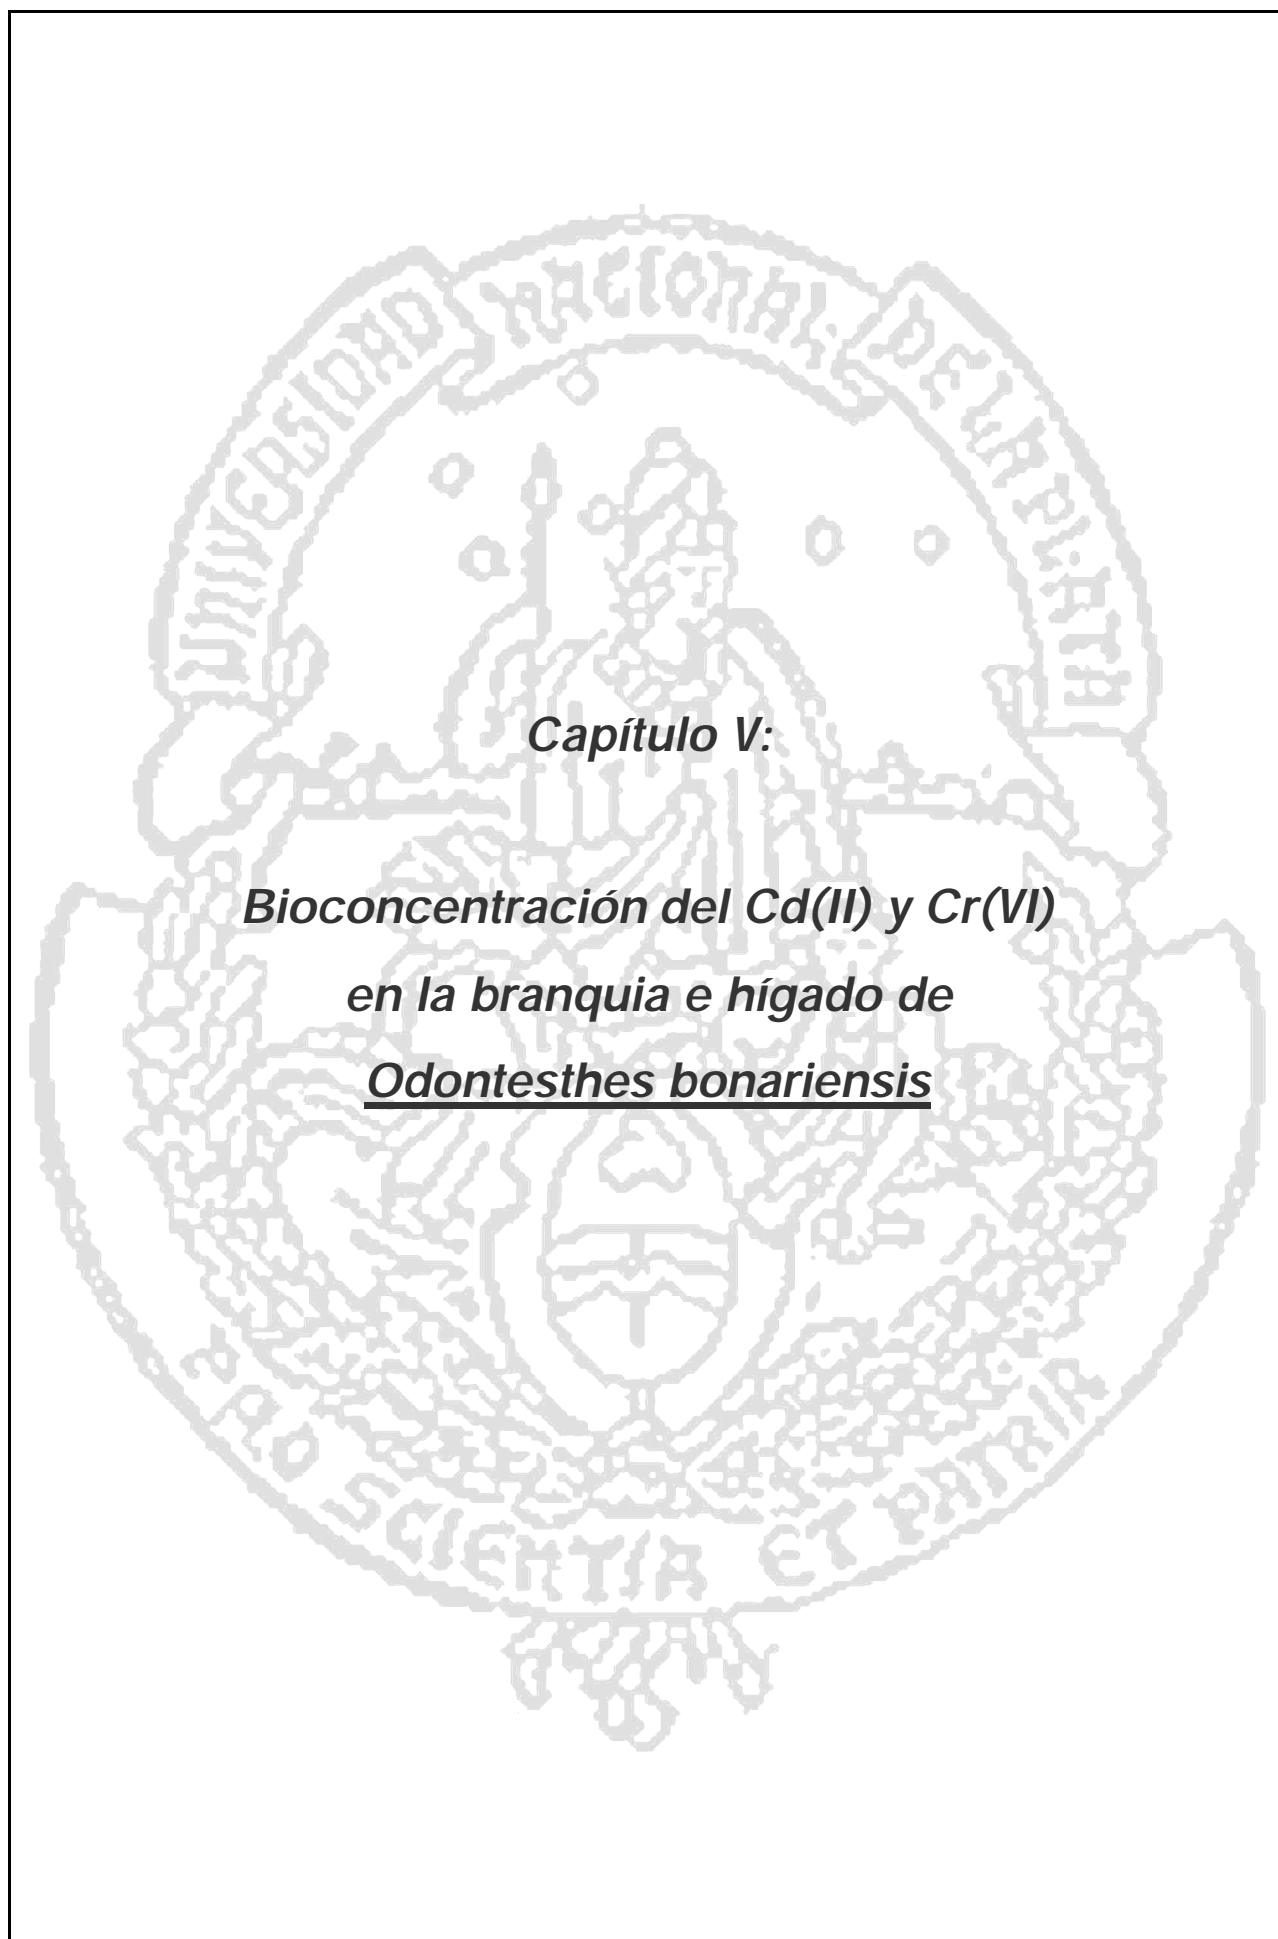 UNIVERSIDAD NACIONAL DE LA PLATA
Capítulo V:
Bioconcentración del Cd(II) y Cr(VI)
en la branquia e hígado de
Odontesthes bonariensis
PRO SCIENTIA ET PATRIA